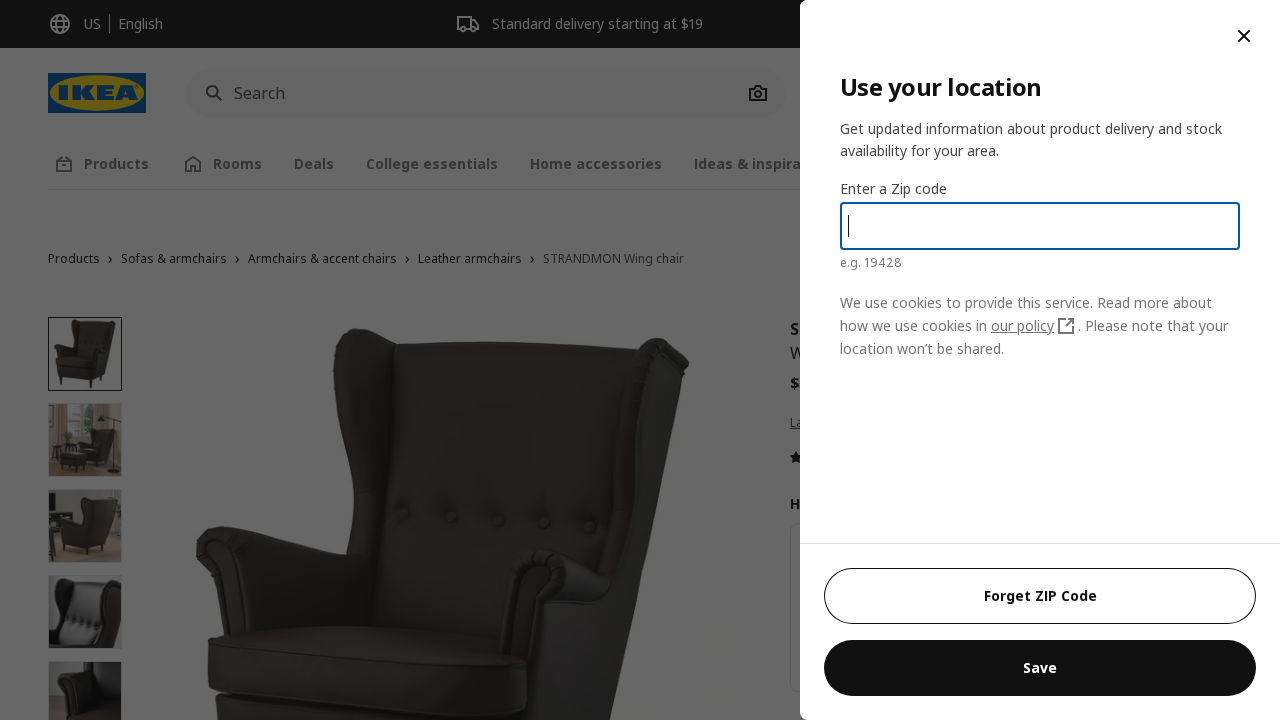 US English
Standard delivery starting at $19
IKEA
Search
Products
Rooms
Deals
College essentials
Home accessories
Ideas & inspira
Products › Sofas & armchairs › Armchairs & accent chairs › Leather armchairs › STRANDMON Wing chair
S
W
$
La
H
Use your location
Get updated information about product delivery and stock
availability for your area.
Enter a Zip code
e.g. 19428
We use cookies to provide this service. Read more about
how we use cookies in our policy . Please note that your
location won’t be shared.
Forget ZIP Code
Save